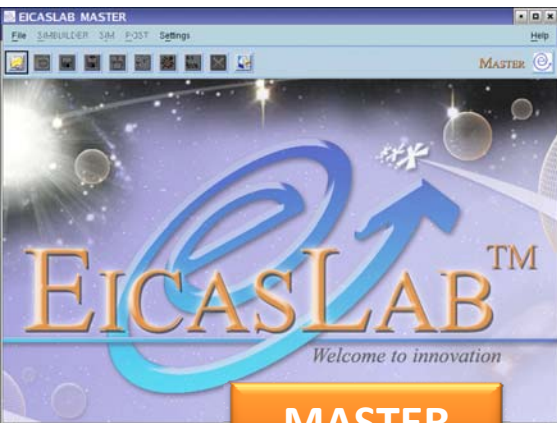 EICASLAB MASTER
File SIMBUILDER SIM POST Settings Help
MASTER
EICASLAB™
Welcome to innovation
MASTER